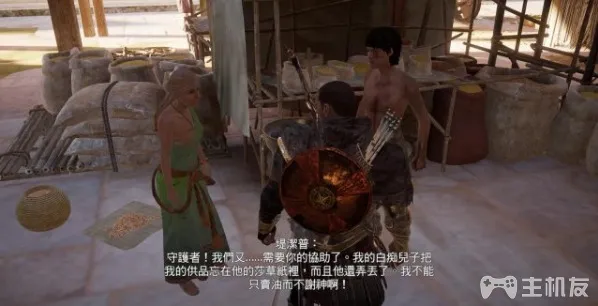 堤潔普：
守護者！我們又……需要你的協助了。我的白痴兒子把
我的供品忘在他的莎草紙裡，而且他還弄丟了 我不能
只賣油而不謝神啊！
主机友